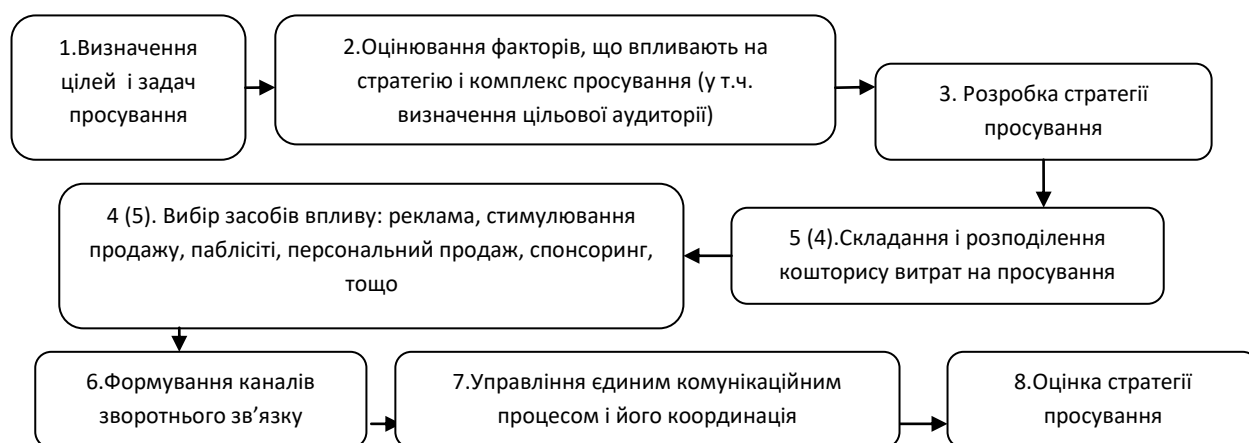 1.Визначення
цілей і задач
просування
2.Оцінювання факторів, що впливають на
стратегію і комплекс просування (у т.ч.
визначення цільової аудиторії)
3. Розробка стратегії
просування
4 (5). Вибір засобів впливу: реклама, стимулювання
продажу, паблісіті, персональний продаж, спонсоринг,
тощо
5 (4).Складання і розподілення
кошторису витрат на просування
6.Формування каналів
зворотнього зв’язку
7.Управління єдиним комунікаційним
процесом і його координація
8.Оцінка стратегії
просування